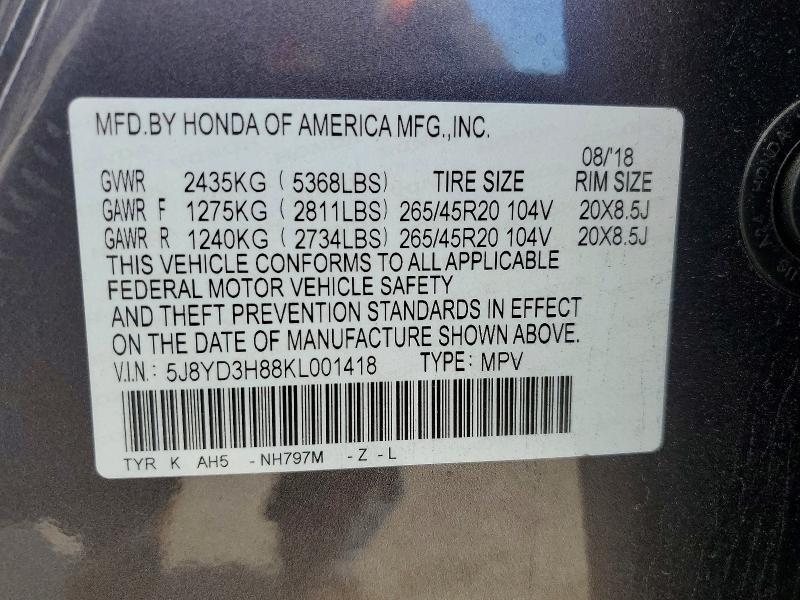 MFD.BY HONDA OF AMERICA MFG.,INC.
08/'18
GVWR 2435KG ( 5368LBS) TIRE SIZE RIM SIZE
GAWR F 1275KG ( 2811LBS) 265/45R20 104V 20X8.5J
GAWR R 1240KG ( 2734LBS) 265/45R20 104V 20X8.5J
THIS VEHICLE CONFORMS TO ALL APPLICABLE
FEDERAL MOTOR VEHICLE SAFETY
AND THEFT PREVENTION STANDARDS IN EFFECT
ON THE DATE OF MANUFACTURE SHOWN ABOVE.
V.I.N.: 5J8YD3H88KL001418 TYPE: MPV
TYR K AH5 -NH797M -Z -L
HONDA